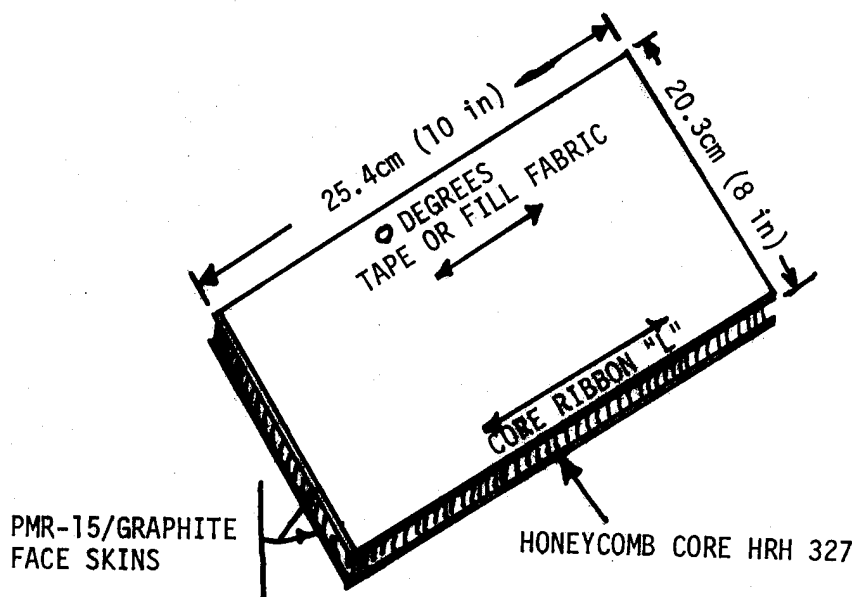 25.4cm (10 in)
20.3cm (8 in)
0 DEGREES
TAPE OR FILL FABRIC
CORE RIBBON "L"
PMR-15/GRAPHITE
FACE SKINS
HONEYCOMB CORE HRH 327